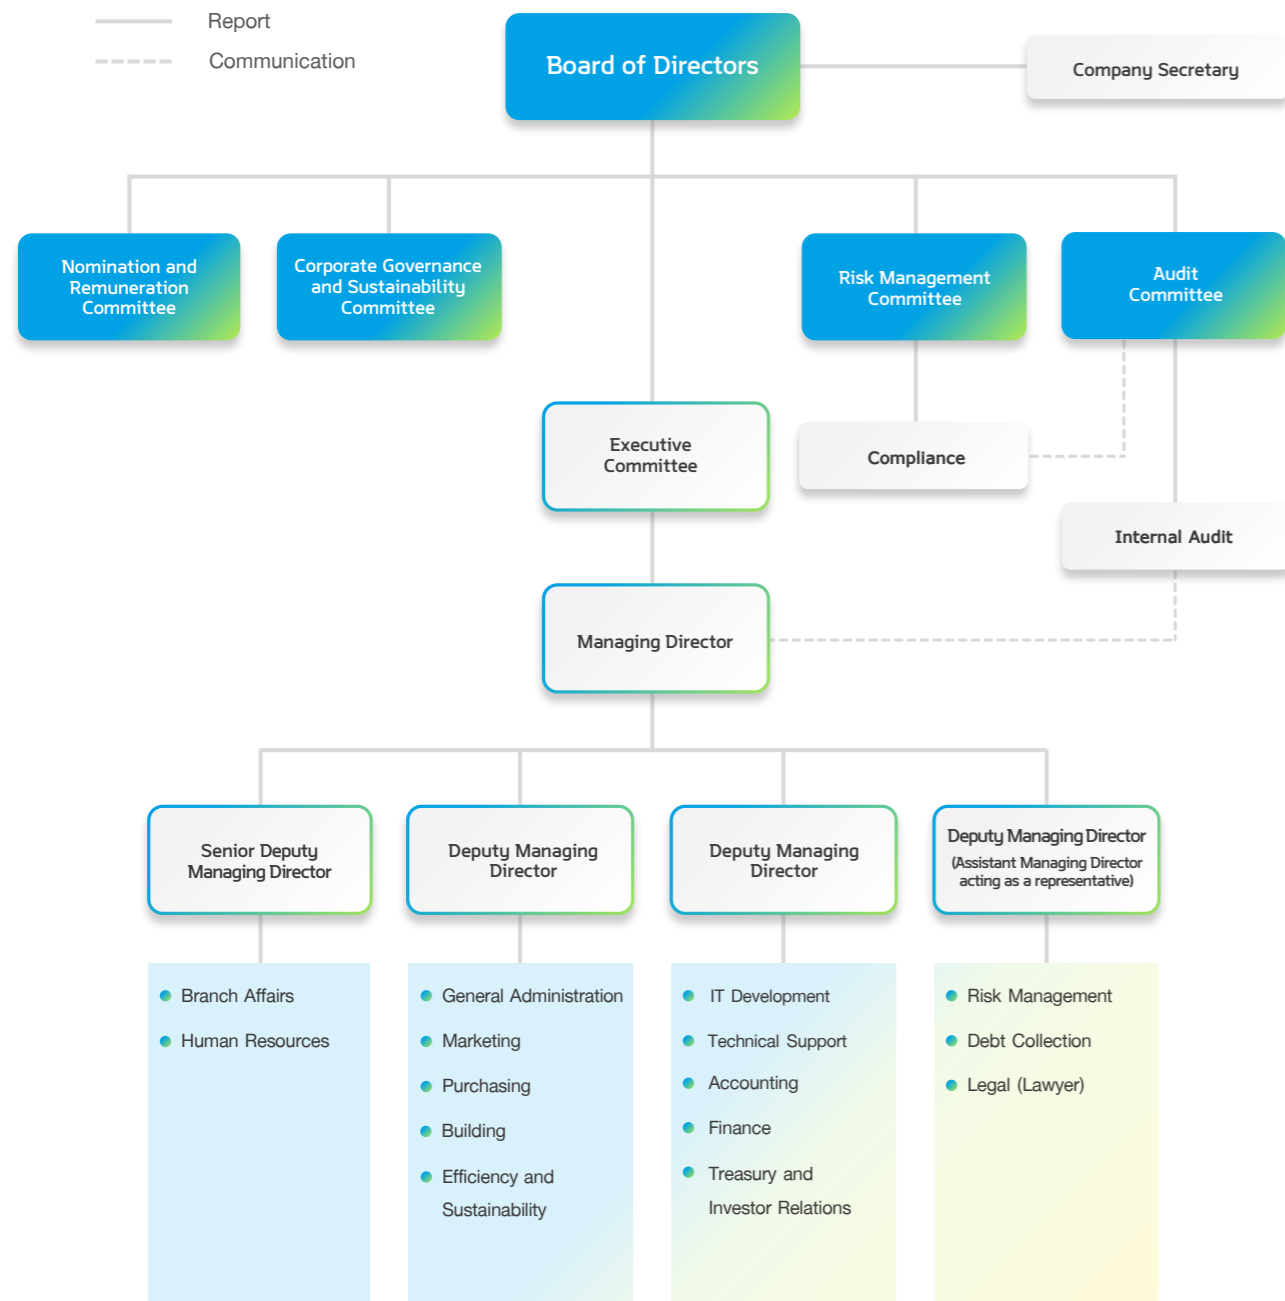 Report
Communication
Board of Directors
Company Secretary
Nomination and
Remuneration
Committee
Corporate Governance
and Sustainability
Committee
Risk Management
Committee
Audit
Committee
Executive
Committee
Compliance
Internal Audit
Managing Director
Senior Deputy
Managing Director
Deputy Managing
Director
Deputy Managing
Director
Deputy Managing Director
(Assistant Managing Director
acting as a representative)
Branch Affairs
Human Resources
General Administration
Marketing
Purchasing
Building
Efficiency and
Sustainability
IT Development
Technical Support
Accounting
Finance
Treasury and
Investor Relations
Risk Management
Debt Collection
Legal (Lawyer)